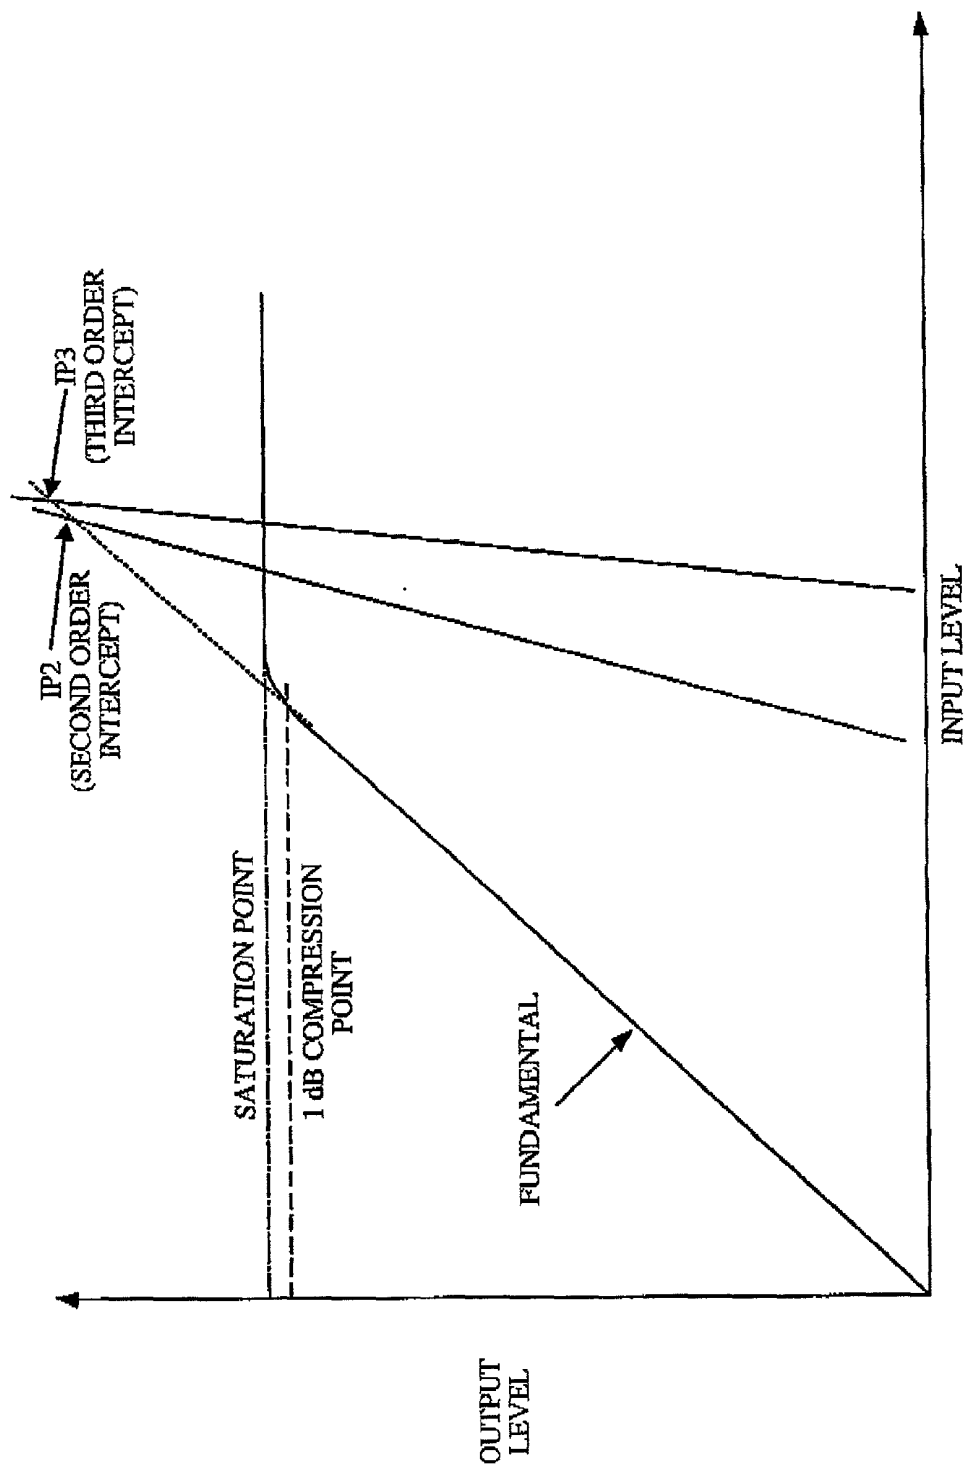 IP3
(THIRD ORDER
INTERCEPT)
IP2
(SECOND ORDER
INTERCEPT)
SATURATION POINT
1 dB COMPRESSION
POINT
FUNDAMENTAL
OUTPUT
LEVEL
INPUT LEVEL